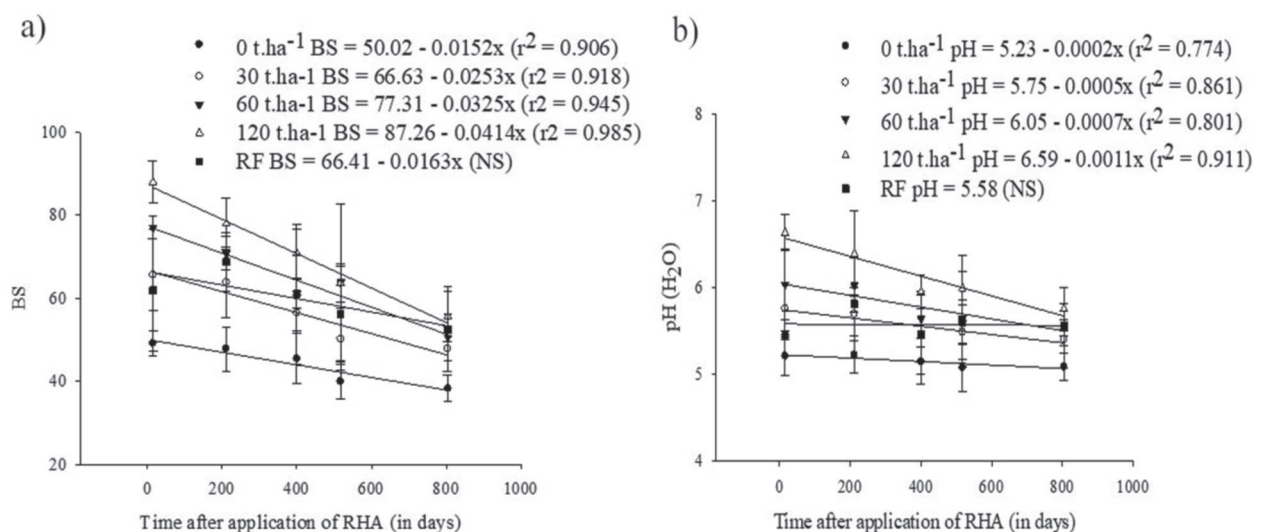 a)
0 t.ha⁻¹ BS = 50.02 - 0.0152x (r² = 0.906)
30 t.ha-1 BS = 66.63 - 0.0253x (r2 = 0.918)
60 t.ha-1 BS = 77.31 - 0.0325x (r2 = 0.945)
120 t.ha-1 BS = 87.26 - 0.0414x (r2 = 0.985)
RF BS = 66.41 - 0.0163x (NS)
100
80
60
40
20
BS
0 200 400 600 800 1000
Time after application of RHA (in days)
b)
0 t.ha⁻¹ pH = 5.23 - 0.0002x (r² = 0.774)
30 t.ha⁻¹ pH = 5.75 - 0.0005x (r² = 0.861)
60 t.ha⁻¹ pH = 6.05 - 0.0007x (r² = 0.801)
120 t.ha⁻¹ pH = 6.59 - 0.0011x (r² = 0.911)
RF pH = 5.58 (NS)
8
7
6
5
4
pH (H₂O)
0 200 400 600 800 1000
Time after application of RHA (in days)